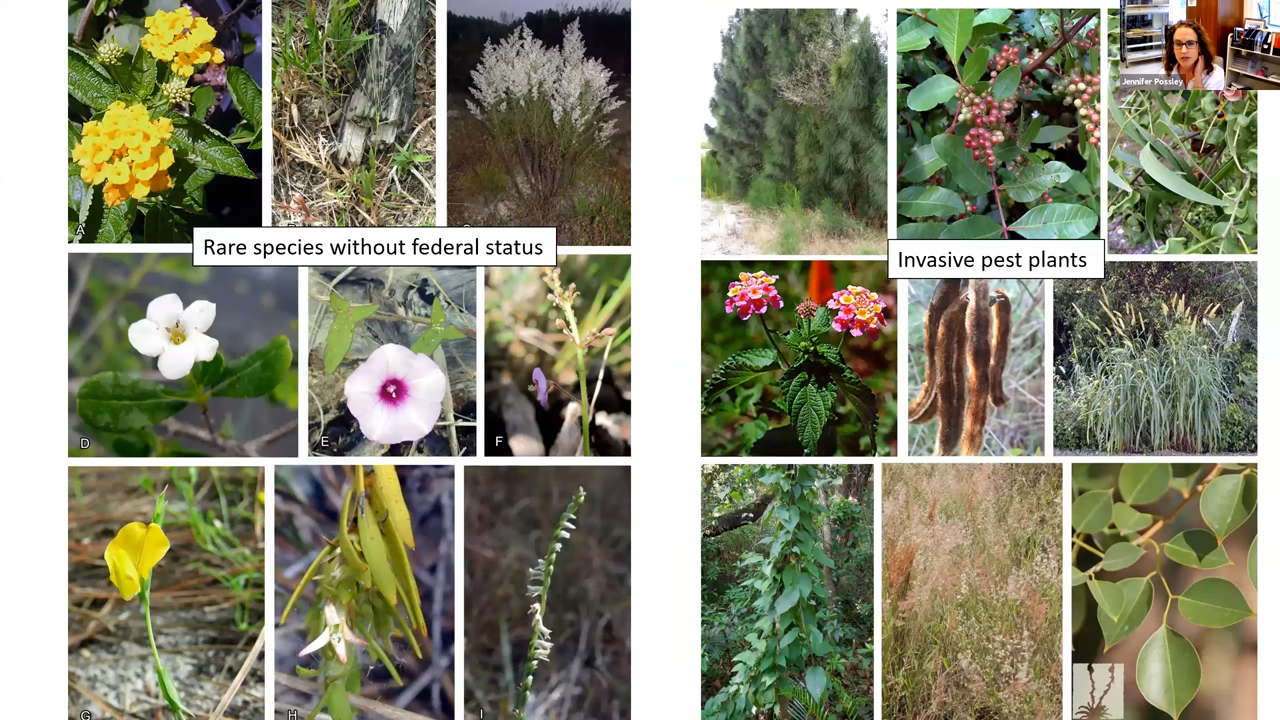 Jennifer Possley
A
Rare species without federal status
Invasive pest plants
D
E
F
G
H
I